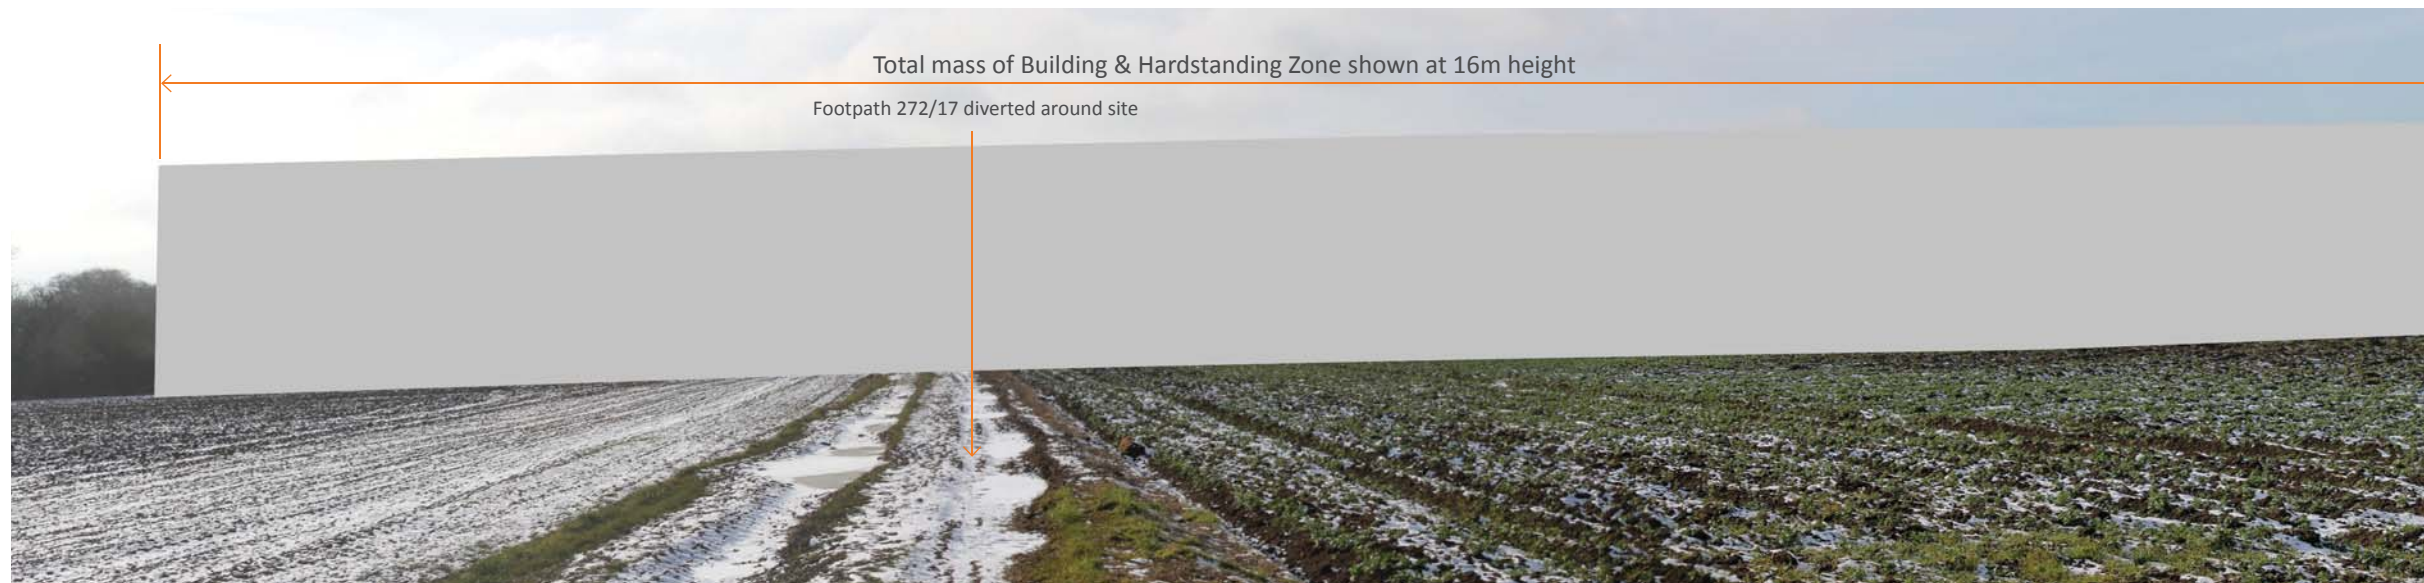 Total mass of Building & Hardstanding Zone shown at 16m height
Footpath 272/17 diverted around site